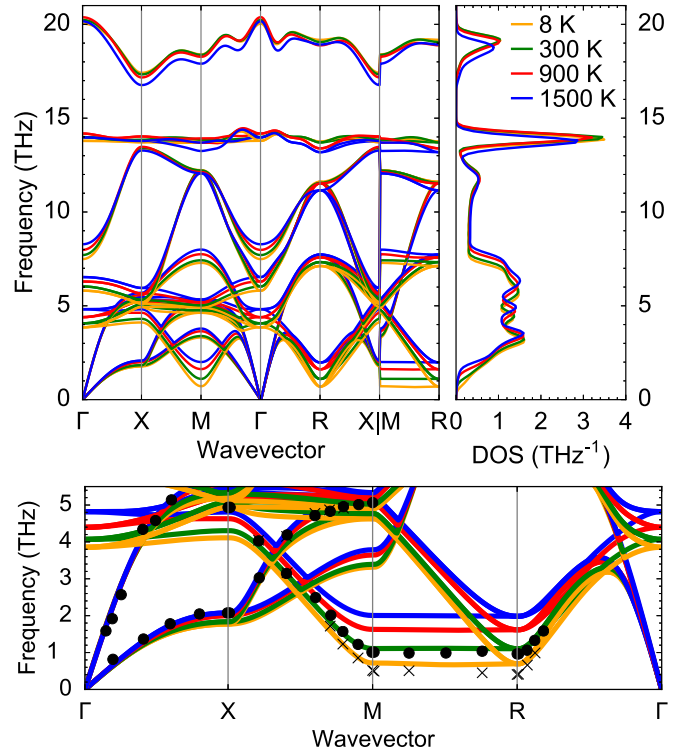 20
15
10
5
0
Frequency (THz)
Γ X M Γ R X|M R
Wavevector
8 K
300 K
900 K
1500 K
20
15
10
5
0
0 1 2 3 4
DOS (THz⁻¹)
5
4
3
2
1
0
Frequency (THz)
Γ X M R Γ
Wavevector